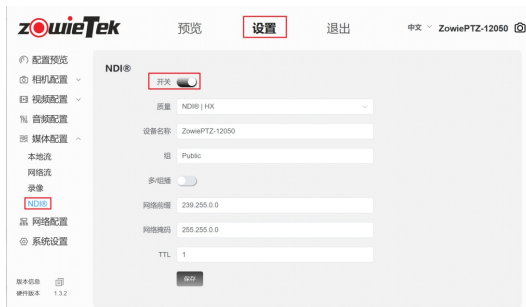 zowieTek
预览
设置
退出
中文
ZowiePTZ-12050
配置预览
相机配置
视频配置
音频配置
媒体配置
本地流
网络流
录像
NDI®
网络配置
系统设置
版本信息
硬件版本 1.3.2
NDI®
开关
质量 NDI® | HX
设备名称 ZowiePTZ-12050
组 Public
多/组播
网络前缀 239.255.0.0
网络掩码 255.255.0.0
TTL 1
保存